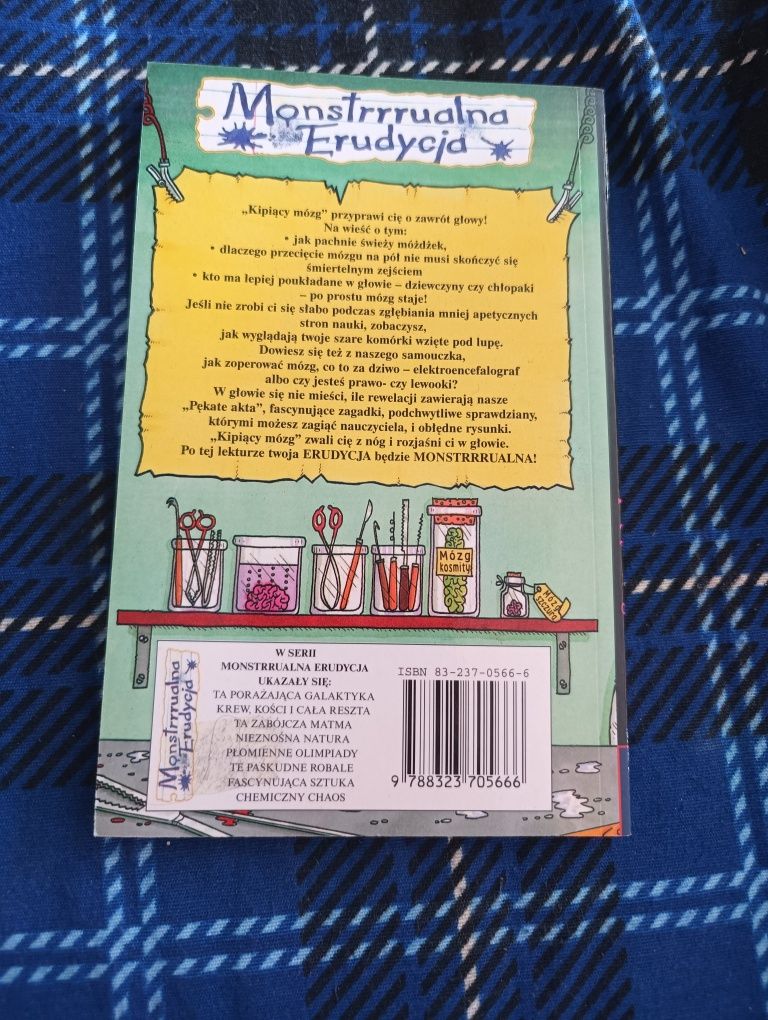 Monstrrrualna
Erudycja
„Kipiący mózg” przyprawi cię o zawrót głowy!
Na wieść o tym:
• jak pachnie świeży móżdżek,
• dlaczego przecięcie mózgu na pół nie musi skończyć się
śmiertelnym zejściem
• kto ma lepiej poukładane w głowie – dziewczyny czy chłopaki
– po prostu mózg staje!
Jeśli nie zrobi ci się słabo podczas zgłębiania mniej apetycznych
stron nauki, zobaczysz,
jak wyglądają twoje szare komórki wzięte pod lupę.
Dowiesz się też z naszego samouczka,
jak zoperować mózg, co to za dziwo – elektroencefalograf
albo czy jesteś prawo- czy lewooki?
W głowie się nie mieści, ile rewelacji zawierają nasze
„Pękate akta”, fascynujące zagadki, podchwytliwe sprawdziany,
którymi możesz zagiąć nauczyciela, i obłędne rysunki.
„Kipiący mózg” zwali cię z nóg i rozjaśni ci w głowie.
Po tej lekturze twoja ERUDYCJA będzie MONSTRRRUALNA!
Mózg
kosmity
Mózg
szczura
Monstrrrualna
Erudycja
W SERII
MONSTRRUALNA ERUDYCJA
UKAZAŁY SIĘ:
TA PORAŻAJĄCA GALAKTYKA
KREW, KOŚCI I CAŁA RESZTA
TA ZABÓJCZA MATMA
NIEZNOŚNA NATURA
PŁOMIENNE OLIMPIADY
TE PASKUDNE ROBALE
FASCYNUJĄCA SZTUKA
CHEMICZNY CHAOS
ISBN 83-237-0566-6
9 788323 705666